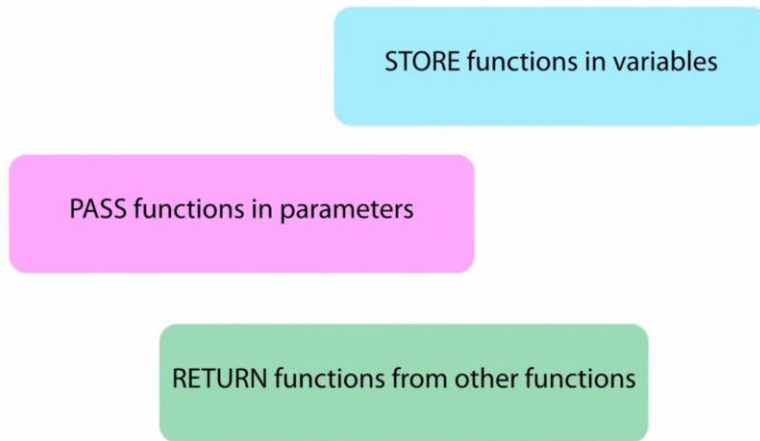 STORE functions in variables
PASS functions in parameters
RETURN functions from other functions